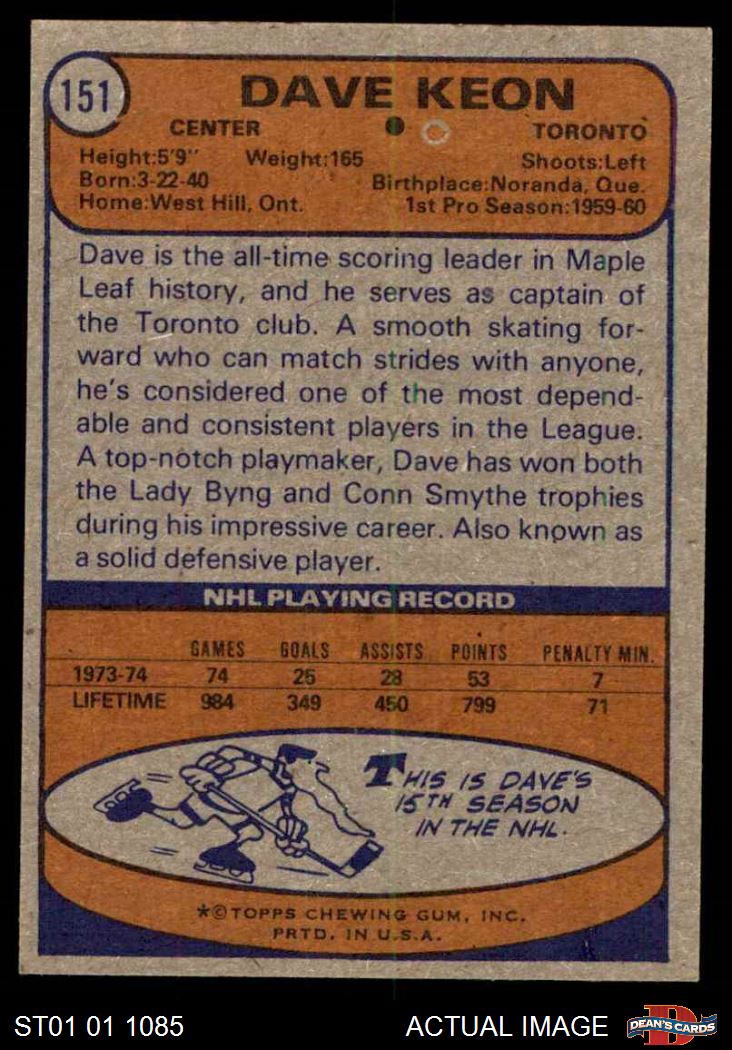 151
DAVE KEON
CENTER TORONTO
Height:5'9" Weight:165 Shoots:Left
Born:3-22-40 Birthplace:Noranda, Que.
Home:West Hill, Ont. 1st Pro Season:1959-60
Dave is the all-time scoring leader in Maple
Leaf history, and he serves as captain of
the Toronto club. A smooth skating for-
ward who can match strides with anyone,
he's considered one of the most depend-
able and consistent players in the League.
A top-notch playmaker, Dave has won both
the Lady Byng and Conn Smythe trophies
during his impressive career. Also known as
a solid defensive player.
NHL PLAYING RECORD
GAMES GOALS ASSISTS POINTS PENALTY MIN.
1973-74 74 25 28 53 7
LIFETIME 984 349 450 799 71
THIS IS DAVE'S
15TH SEASON
IN THE NHL.
*©TOPPS CHEWING GUM, INC.
PRTD. IN U.S.A.
ST01 01 1085 ACTUAL IMAGE D DEAN'S CARDS